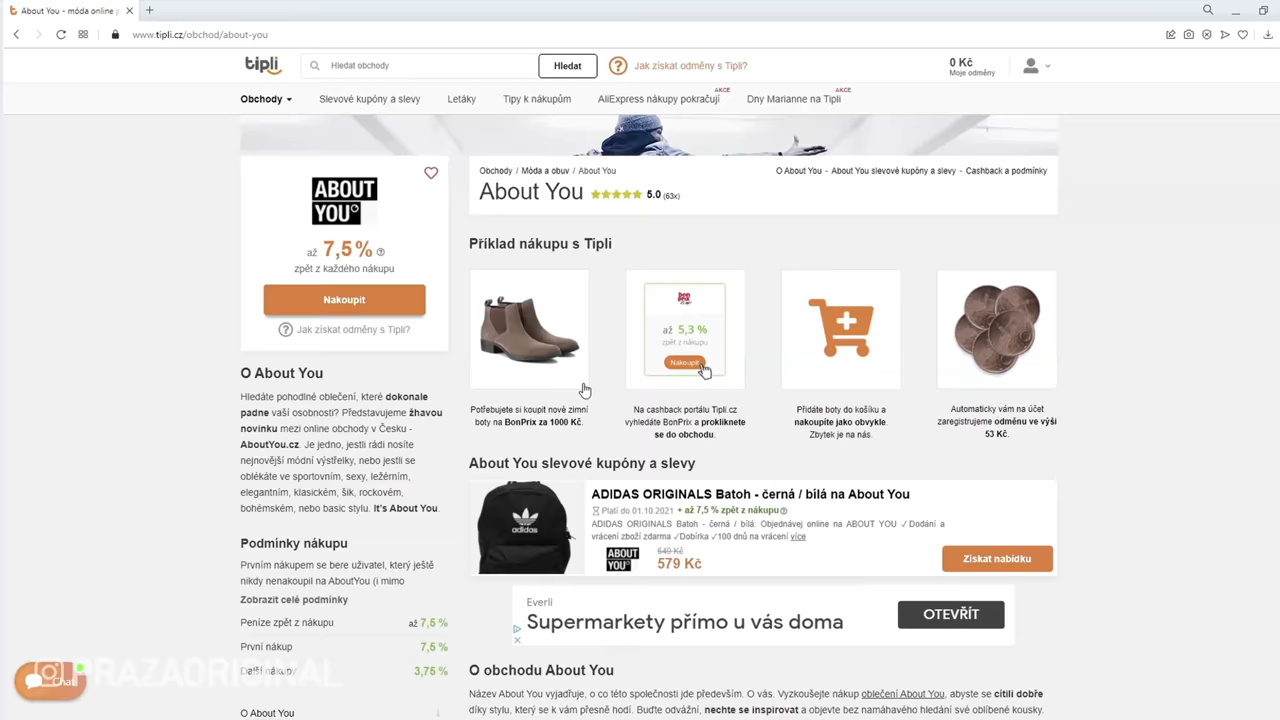 About You - móda online p
www.tipli.cz/obchod/about-you
tipli
Hledat obchody
Hledat
Jak získat odměny s Tipli?
0 Kč
Moje odměny
Obchody
Slevové kupóny a slevy
Letáky
Tipy k nákupům
AliExpress nákupy pokračují
AKCE
Dny Marianne na Tipli
AKCE
ABOUT
YOU
až 7,5 %
zpět z každého nákupu
Nakoupit
Jak získat odměny s Tipli?
O About You
Hledáte pohodlné oblečení, které dokonale
padne vaší osobnosti? Představujeme žhavou
novinku mezi online obchody v Česku -
AboutYou.cz. Je jedno, jestli rádi nosíte
nejnovější módní výstřelky, nebo jestli se
oblékáte ve sportovním, sexy, ležérním,
elegantním, klasickém, šik, rockovém,
bohémském, nebo basic stylu. It's About You.
Podmínky nákupu
Prvním nákupem se bere uživatel, který ještě
nikdy nenakoupil na AboutYou (i mimo
Zobrazit celé podmínky
Peníze zpět z nákupu
až 7,5 %
První nákup
7,5 %
Další nákupy
3,75 %
Chat
PRAZAORIGINAL
O About You
Obchody / Móda a obuv / About You
O About You - About You slevové kupóny a slevy - Cashback a podmínky
About You
5.0 (63x)
Příklad nákupu s Tipli
bon
prix
až 5,3 %
zpět z nákupu
Nakoupit
Potřebujete si koupit nové zimní
boty na BonPrix za 1000 Kč.
Na cashback portálu Tipli.cz
vyhledáte BonPrix a prokliknete
se do obchodu.
Přidáte boty do košíku a
nakoupíte jako obvykle.
Zbytek je na nás.
Automaticky vám na účet
zaregistrujeme odměnu ve výši
53 Kč.
About You slevové kupóny a slevy
adidas
ADIDAS ORIGINALS Batoh - černá / bílá na About You
Platí do 01.10.2021 + až 7,5 % zpět z nákupu
ADIDAS ORIGINALS Batoh - černá / bílá: Objednávej online na ABOUT YOU ✓Dodání a
vrácení zboží zdarma ✓Dobírka ✓100 dnů na vrácení více
ABOUT
YOU
649 Kč
579 Kč
Získat nabídku
Everli
Supermarkety přímo u vás doma
OTEVŘÍT
O obchodu About You
Název About You vyjadřuje, o co této společnosti jde především. O vás. Vyzkoušejte nákup oblečení About You, abyste se cítili dobře
díky stylu, který se k vám přesně hodí. Buďte odvážní, nechte se inspirovat a objevte bez namáhavého hledání své oblíbené kousky.